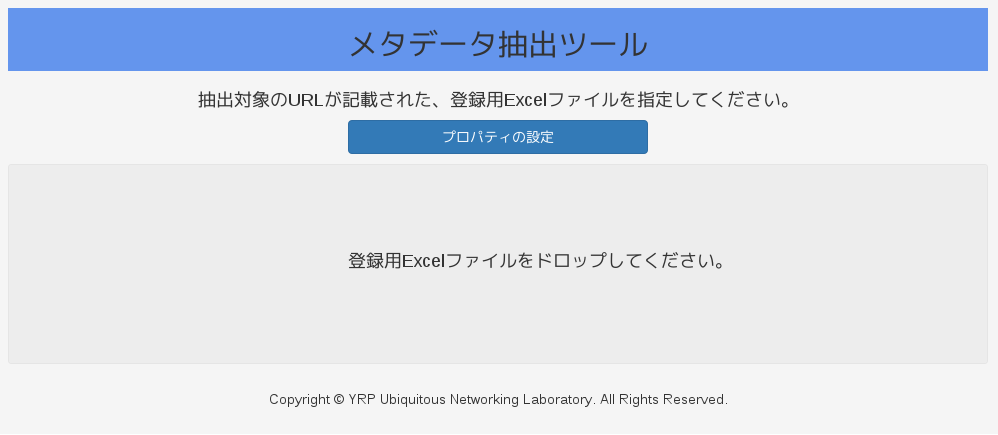 メタデータ抽出ツール
抽出対象のURLが記載された、登録用Excelファイルを指定してください。
プロパティの設定
登録用Excelファイルをドロップしてください。
Copyright © YRP Ubiquitous Networking Laboratory. All Rights Reserved.